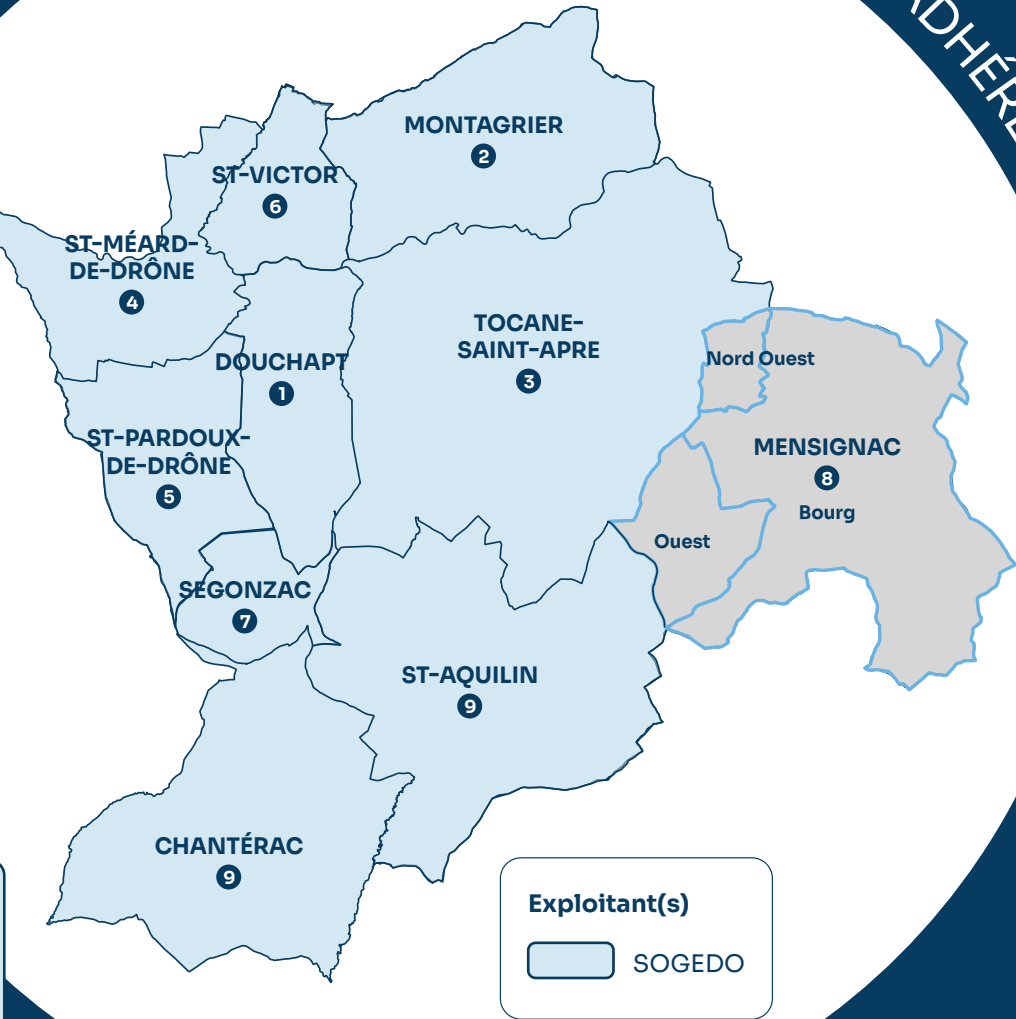 ADHÉRE
MONTAGRIER
2
ST-VICTOR
6
ST-MÉARD-
DE-DRÔNE
4
TOCANE-
SAINT-APRE
3
DOUCHAPT
1
Nord Ouest
ST-PARDOUX-
DE-DRÔNE
5
MENSIGNAC
8
Bourg
Ouest
SEGONZAC
7
ST-AQUILIN
9
CHANTÉRAC
9
Exploitant(s)
SOGEDO